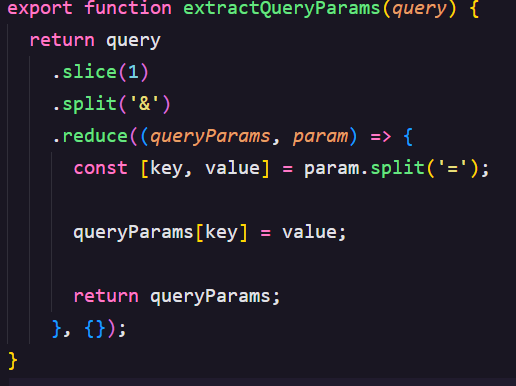 export function extractQueryParams(query) {
  return query
    .slice(1)
    .split('&')
    .reduce((queryParams, param) => {
      const [key, value] = param.split('=');
      queryParams[key] = value;
      return queryParams;
    }, {});
}